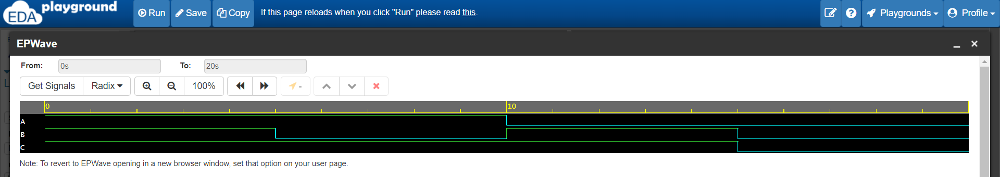 EDA playground
Run Save Copy If this page reloads when you click "Run" please read this. Playgrounds Profile
EPWave
From: 0s To: 20s
Get Signals Radix 100% -
0 10
A
B
C
Note: To revert to EPWave opening in a new browser window, set that option on your user page.